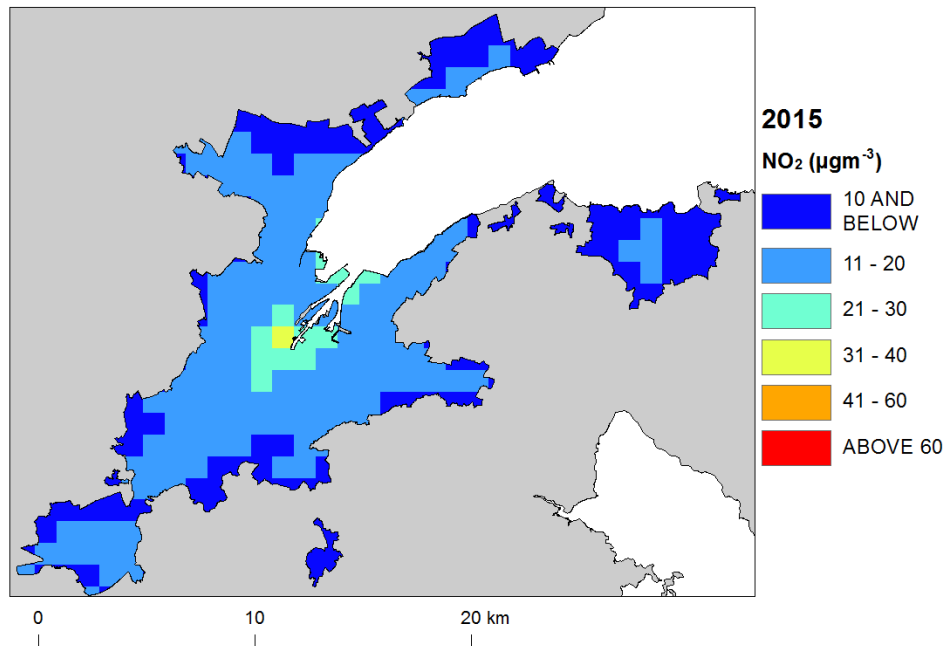 2015
NO₂ (µgm⁻³)
10 AND
BELOW
11 - 20
21 - 30
31 - 40
41 - 60
ABOVE 60
0 10 20 km